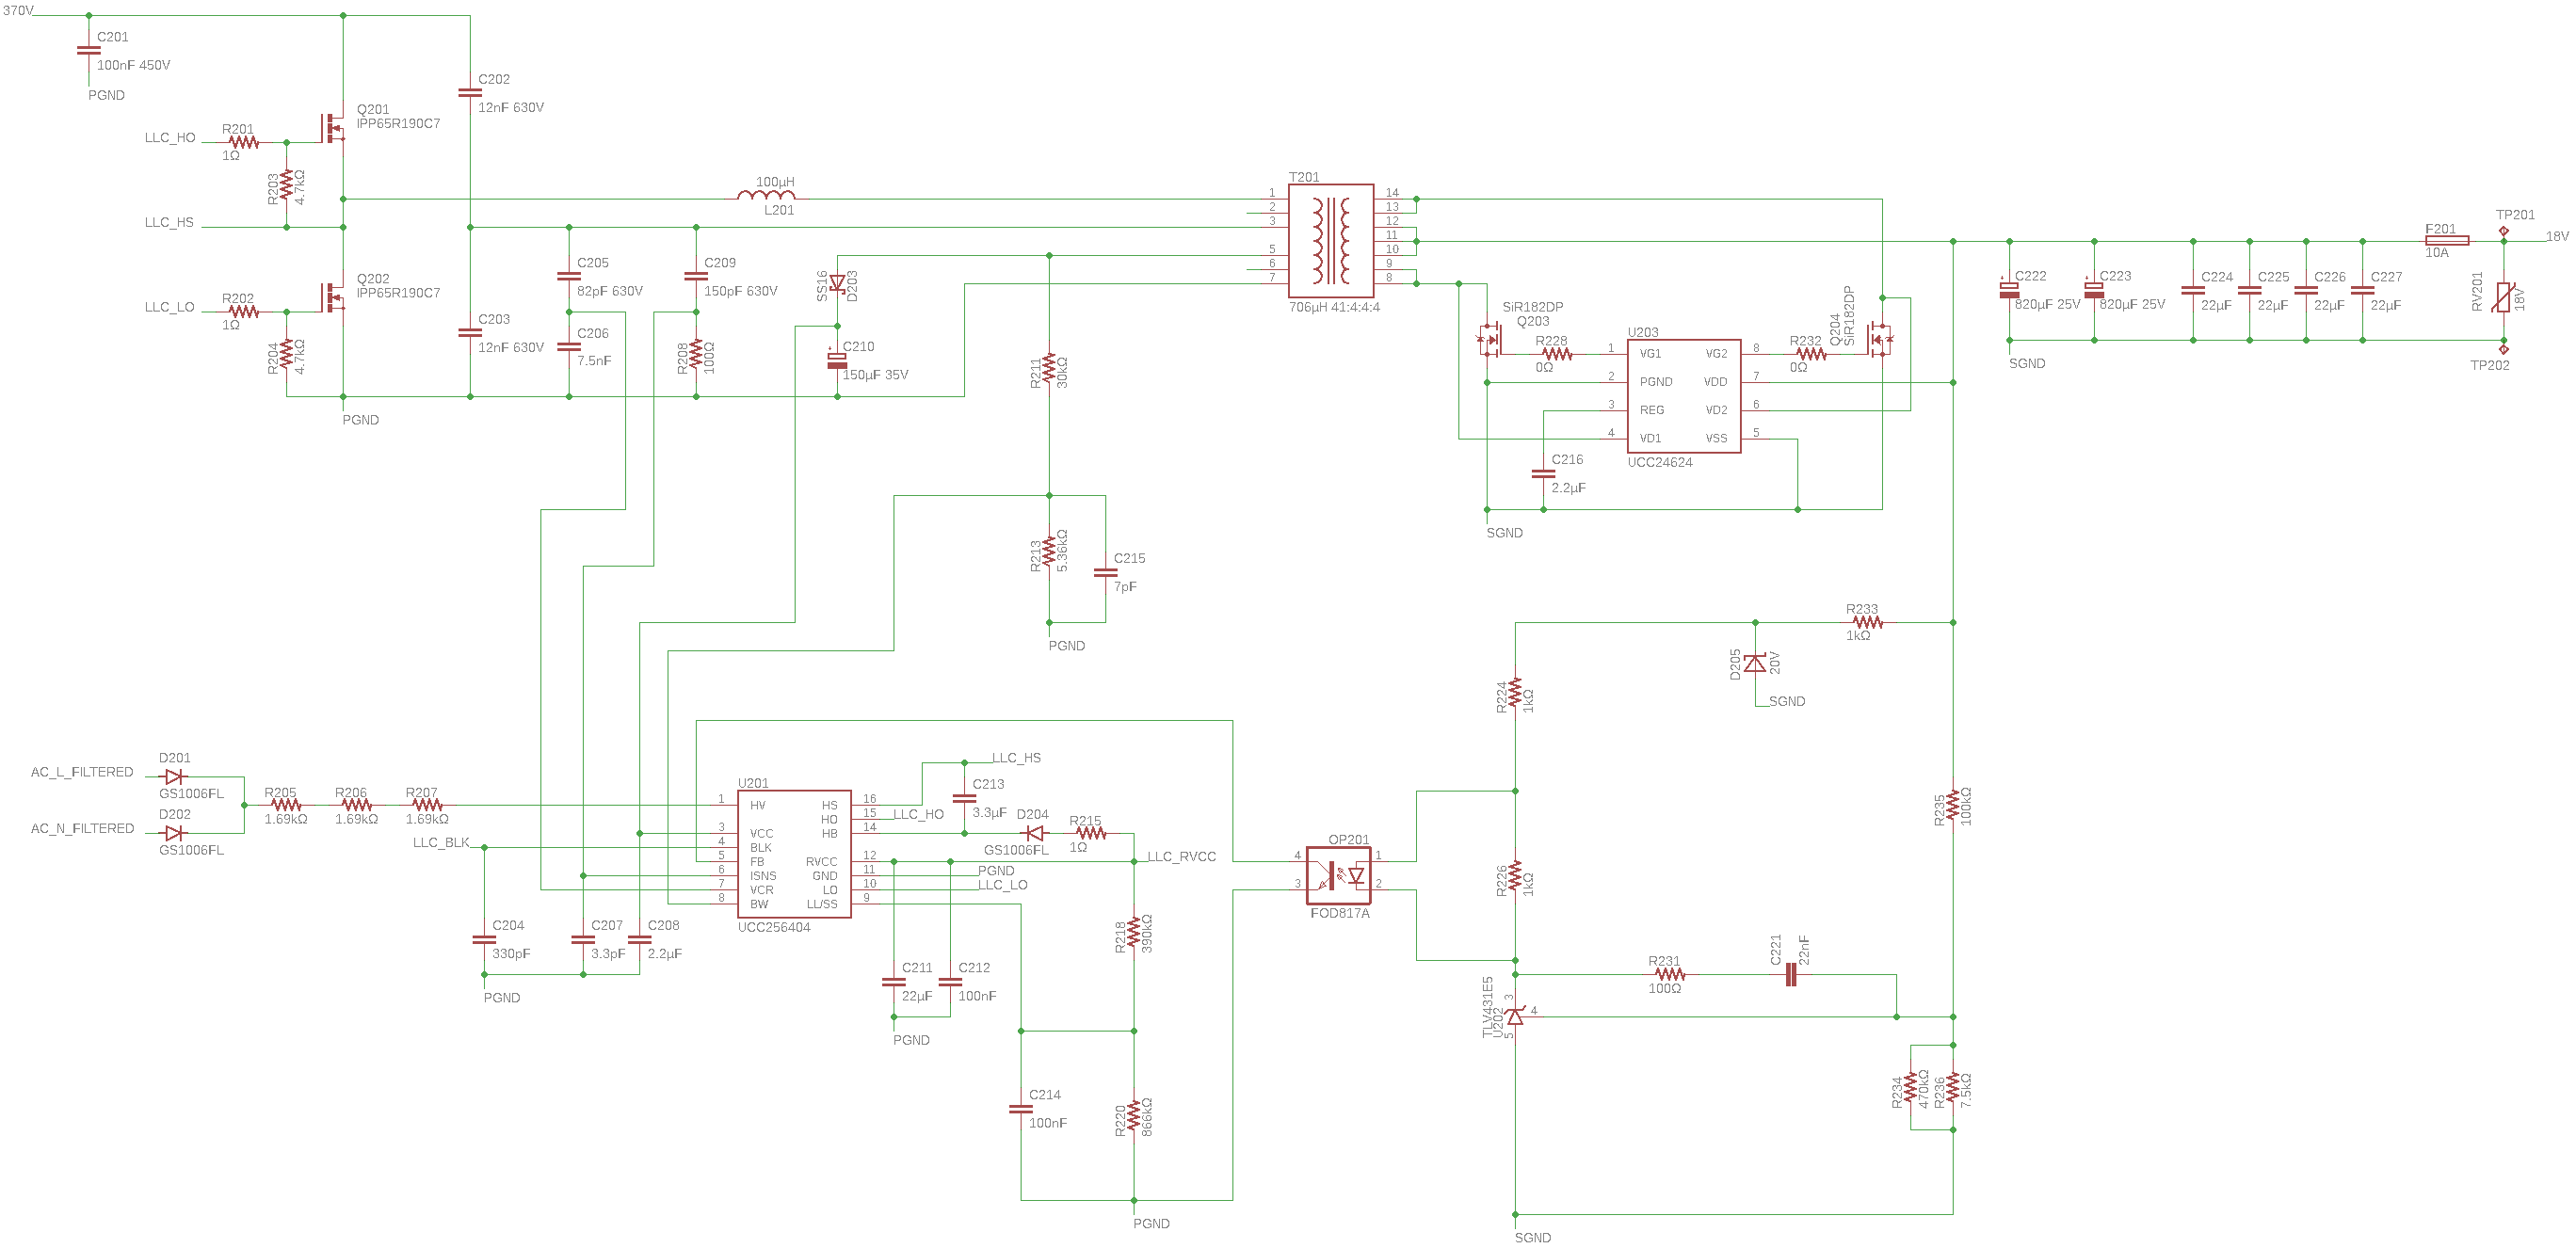 370V
C201
100nF 450V
PGND
C202
12nF 630V
Q201
IPP65R190C7
LLC_HO
R201
1Ω
R203
4.7kΩ
LLC_HS
Q202
IPP65R190C7
LLC_LO
R202
1Ω
R204
4.7kΩ
PGND
C203
12nF 630V
C205
82pF 630V
C206
7.5nF
C209
150pF 630V
R208
100Ω
100µH
L201
SS16
D203
C210
150µF 35V
R211
30kΩ
R213
5.36kΩ
C215
7pF
PGND
T201
1
2
3
5
6
7
14
13
12
11
10
9
8
706µH 41:4:4:4
SiR182DP
Q203
R228
0Ω
U203
1 VG1
2 PGND
3 REG
4 VD1
VG2 8
VDD 7
VD2 6
VSS 5
UCC24624
R232
0Ω
Q204
SiR182DP
C216
2.2µF
SGND
C222
820µF 25V
C223
820µF 25V
C224
22µF
C225
22µF
C226
22µF
C227
22µF
SGND
F201
10A
TP201
18V
RV201
18V
TP202
R233
1kΩ
D205
20V
SGND
R224
1kΩ
R226
1kΩ
R235
100kΩ
AC_L_FILTERED
D201
GS1006FL
AC_N_FILTERED
D202
GS1006FL
R205
1.69kΩ
R206
1.69kΩ
R207
1.69kΩ
LLC_BLK
U201
1 HV
3 VCC
4 BLK
5 FB
6 ISNS
7 VCR
8 BW
HS 16
HO 15
HB 14
RVCC 12
GND 11
LO 10
LL/SS 9
UCC256404
LLC_HS
LLC_HO
C213
3.3µF
D204
GS1006FL
R215
1Ω
LLC_RVCC
PGND
LLC_LO
C204
330pF
C207
3.3pF
C208
2.2µF
PGND
C211
22µF
C212
100nF
PGND
R218
390kΩ
C214
100nF
R220
866kΩ
PGND
OP201
4
3
1
2
FOD817A
R231
100Ω
C221
22nF
TLV431E5
U202
3
4
5
R234
470kΩ
R236
7.5kΩ
SGND